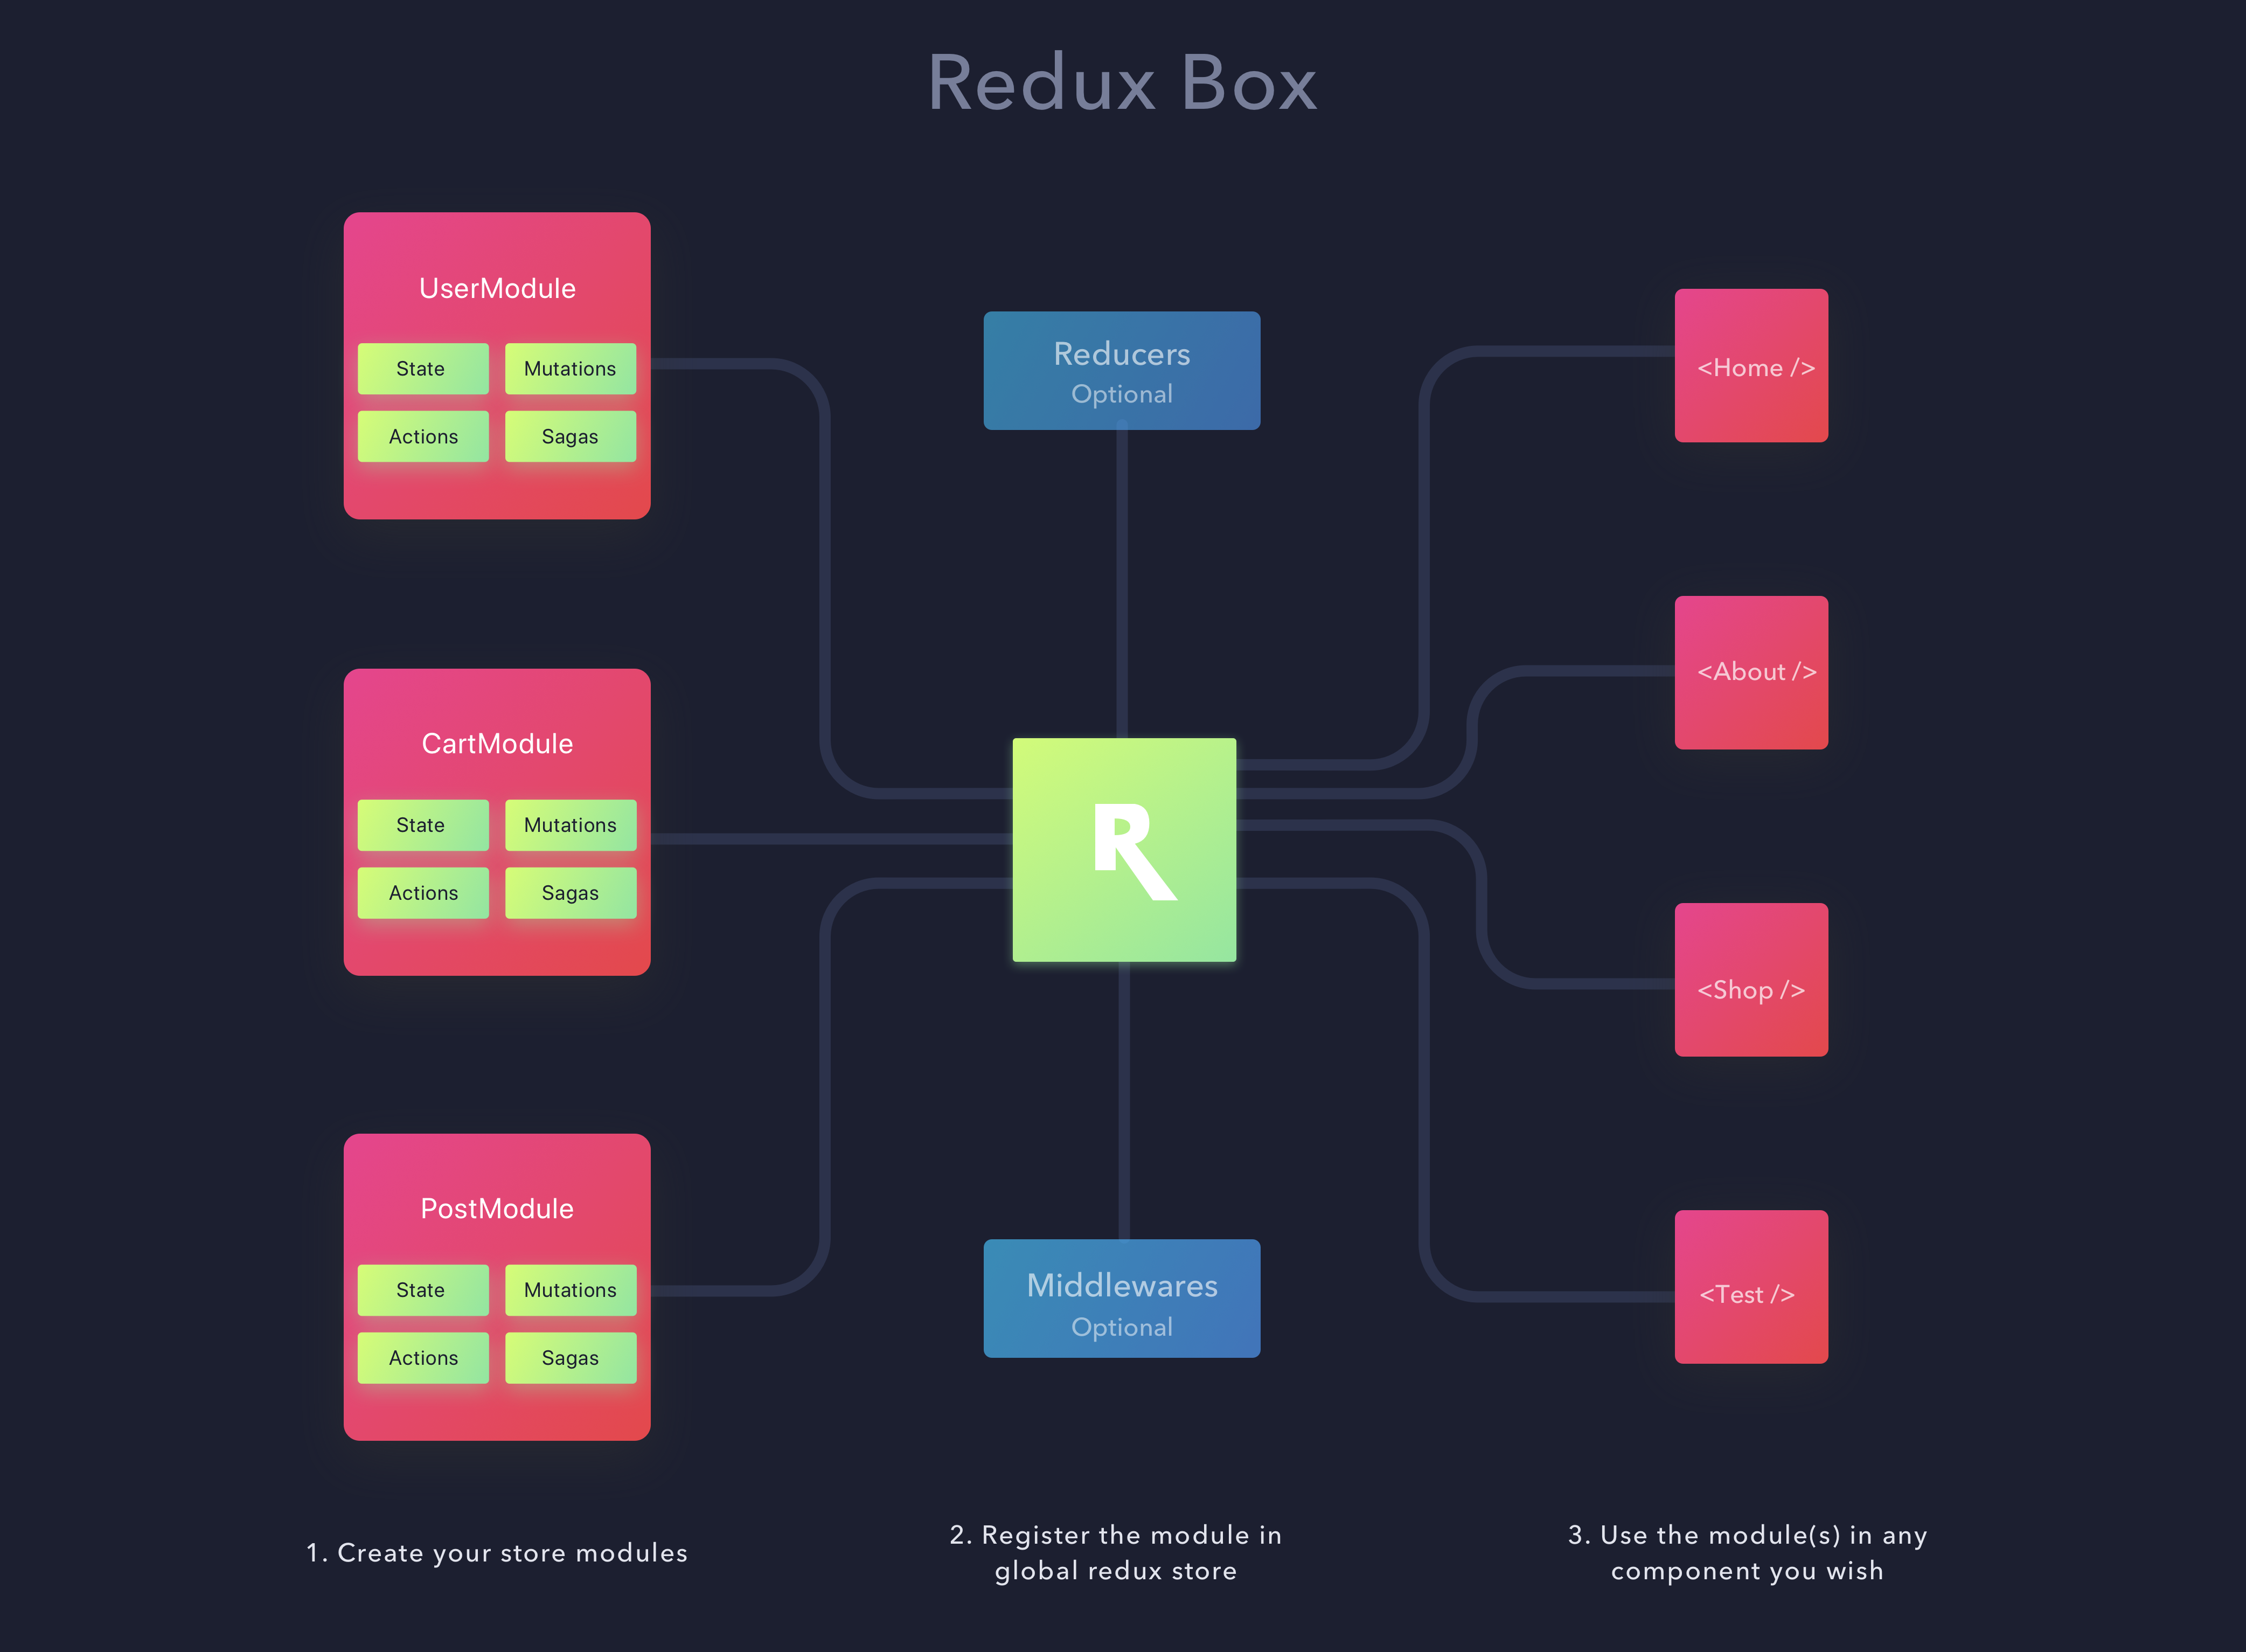 Redux Box
UserModule
State
Mutations
Actions
Sagas
CartModule
State
Mutations
Actions
Sagas
PostModule
State
Mutations
Actions
Sagas
1. Create your store modules
Reducers
Optional
R
Middlewares
Optional
2. Register the module in
global redux store
<Home />
<About />
<Shop />
<Test />
3. Use the module(s) in any
component you wish